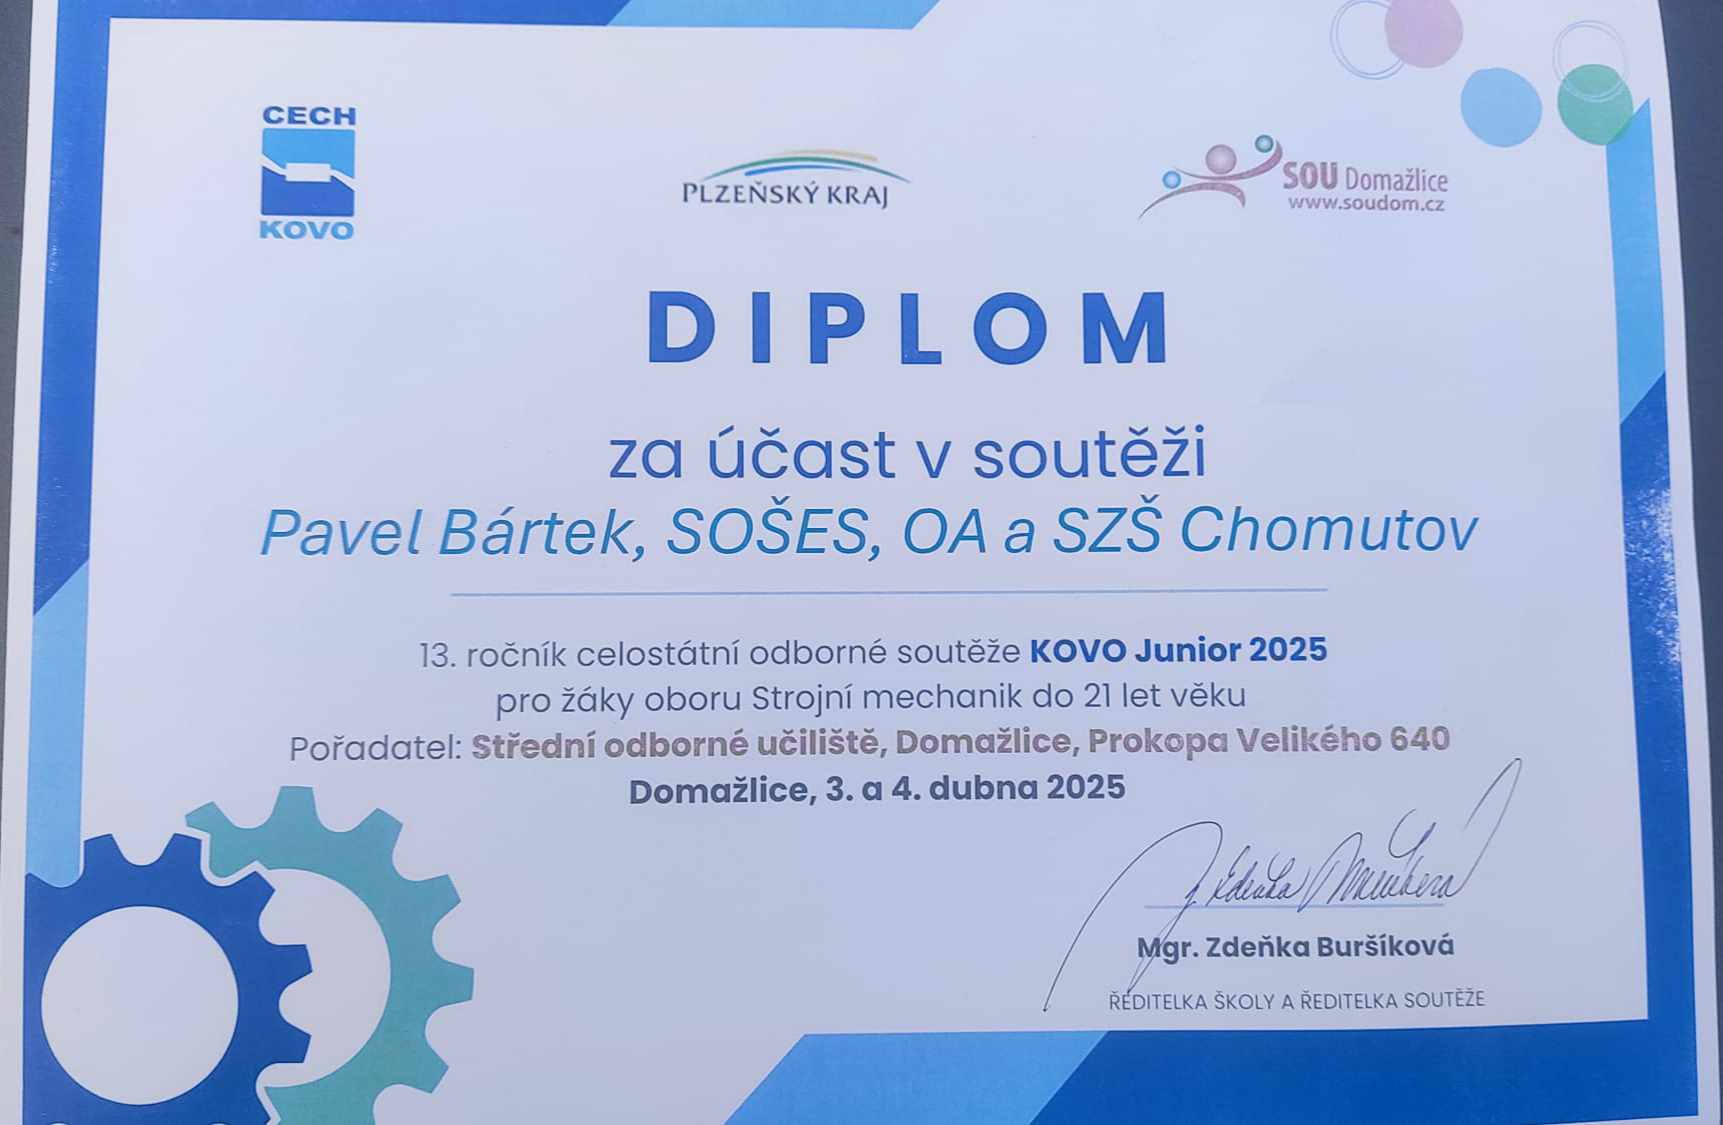 CECH
KOVO
PLZEŇSKÝ KRAJ
SOU Domažlice
www.soudom.cz
DIPLOM
za účast v soutěži
Pavel Bártek, SOŠES, OA a SZŠ Chomutov
13. ročník celostátní odborné soutěže KOVO Junior 2025
pro žáky oboru Strojní mechanik do 21 let věku
Pořadatel: Střední odborné učiliště, Domažlice, Prokopa Velikého 640
Domažlice, 3. a 4. dubna 2025
Mgr. Zdeňka Buršíková
ŘEDITELKA ŠKOLY A ŘEDITELKA SOUTĚŽE